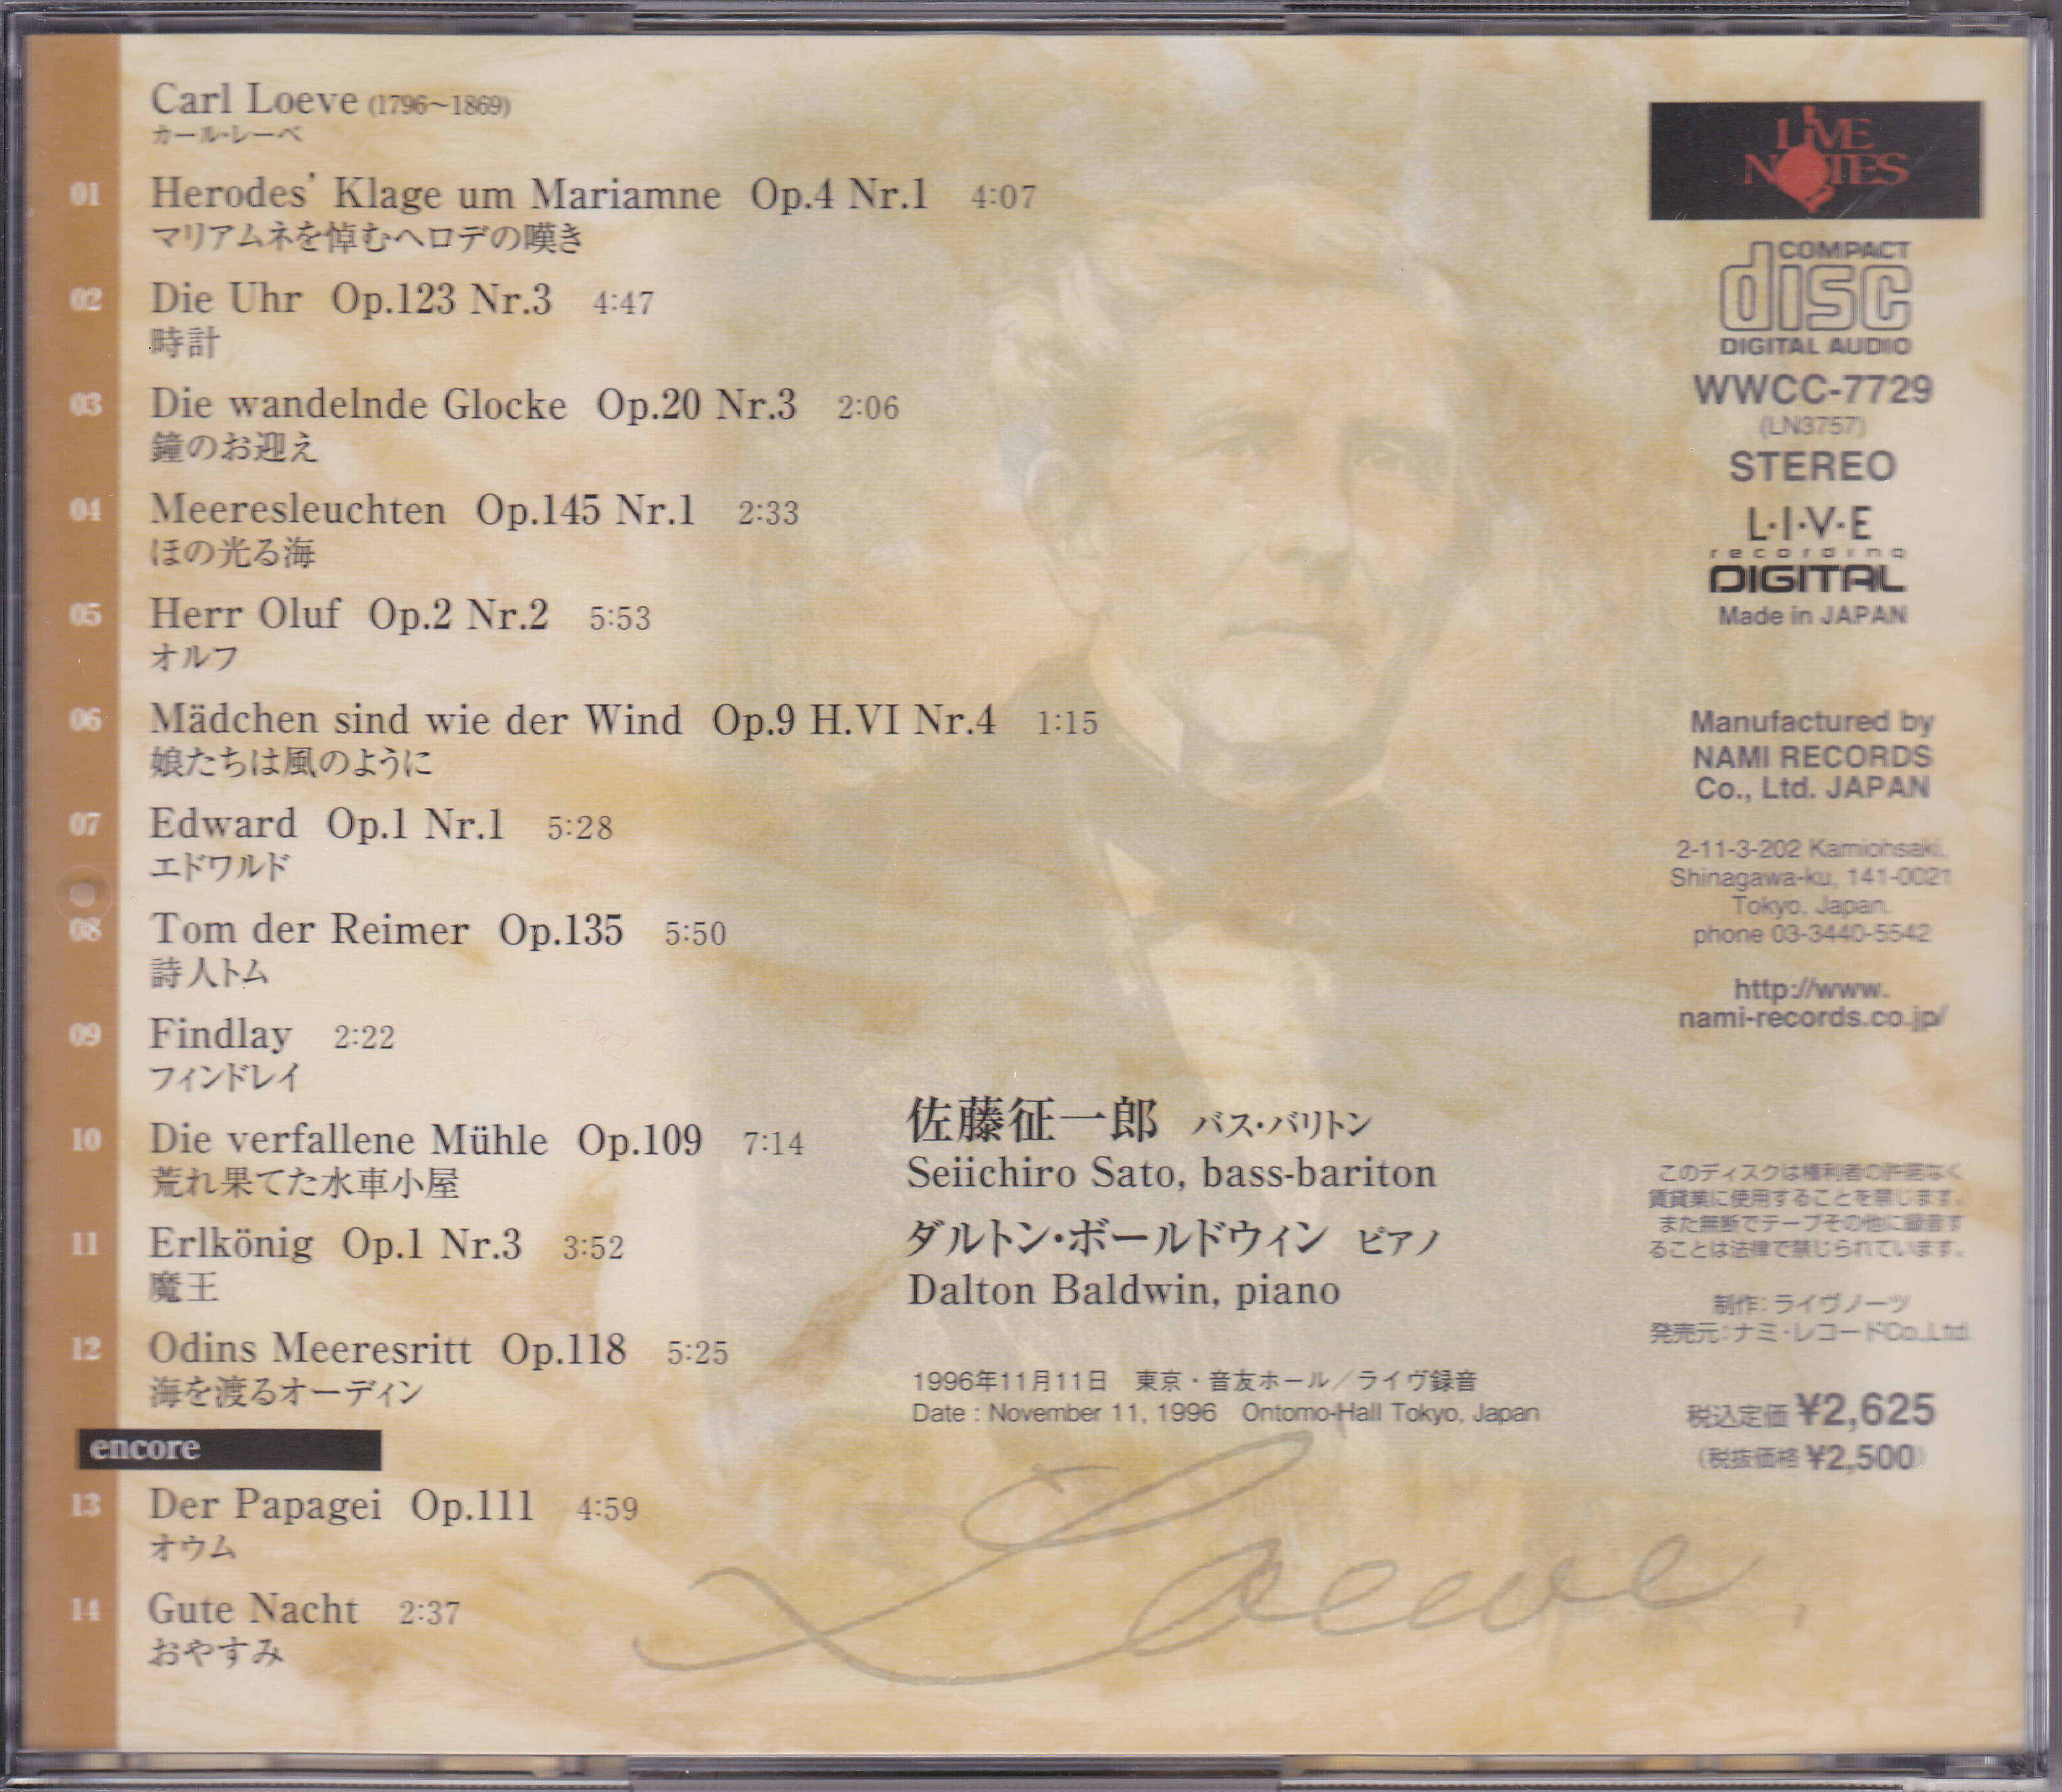 Carl Loeve (1796〜1869)
カール・レーベ
01 Herodes' Klage um Mariamne Op.4 Nr.1 4:07
マリアムネを悼むヘロデの嘆き
02 Die Uhr Op.123 Nr.3 4:47
時計
03 Die wandelnde Glocke Op.20 Nr.3 2:06
鐘のお迎え
04 Meeresleuchten Op.145 Nr.1 2:33
ほの光る海
05 Herr Oluf Op.2 Nr.2 5:53
オルフ
06 Mädchen sind wie der Wind Op.9 H.VI Nr.4 1:15
娘たちは風のように
07 Edward Op.1 Nr.1 5:28
エドワルド
08 Tom der Reimer Op.135 5:50
詩人トム
09 Findlay 2:22
フィンドレイ
10 Die verfallene Mühle Op.109 7:14
荒れ果てた水車小屋
11 Erlkönig Op.1 Nr.3 3:52
魔王
12 Odins Meeresritt Op.118 5:25
海を渡るオーディン
encore
13 Der Papagei Op.111 4:59
オウム
14 Gute Nacht 2:37
おやすみ
佐藤征一郎 バス・バリトン
Seiichiro Sato, bass-bariton
ダルトン・ボールドウィン ピアノ
Dalton Baldwin, piano
1996年11月11日 東京・音友ホール／ライヴ録音
Date : November 11, 1996 Ontomo-Hall Tokyo, Japan
Loewe
LIVE
NOTES
COMPACT
disc
DIGITAL AUDIO
WWCC-7729
(LN3757)
STEREO
L・I・V・E
recording
DIGITAL
Made in JAPAN
Manufactured by
NAMI RECORDS
Co., Ltd. JAPAN
2-11-3-202 Kamiohsaki,
Shinagawa-ku, 141-0021
Tokyo, Japan.
phone 03-3440-5542
http://www.
nami-records.co.jp/
このディスクは権利者の許諾なく
賃貸業に使用することを禁じます。
また無断でテープその他に録音す
ることは法律で禁じられています。
制作：ライヴノーツ
発売元：ナミ・レコードCo.,Ltd.
税込定価 ¥2,625
(税抜価格 ¥2,500)